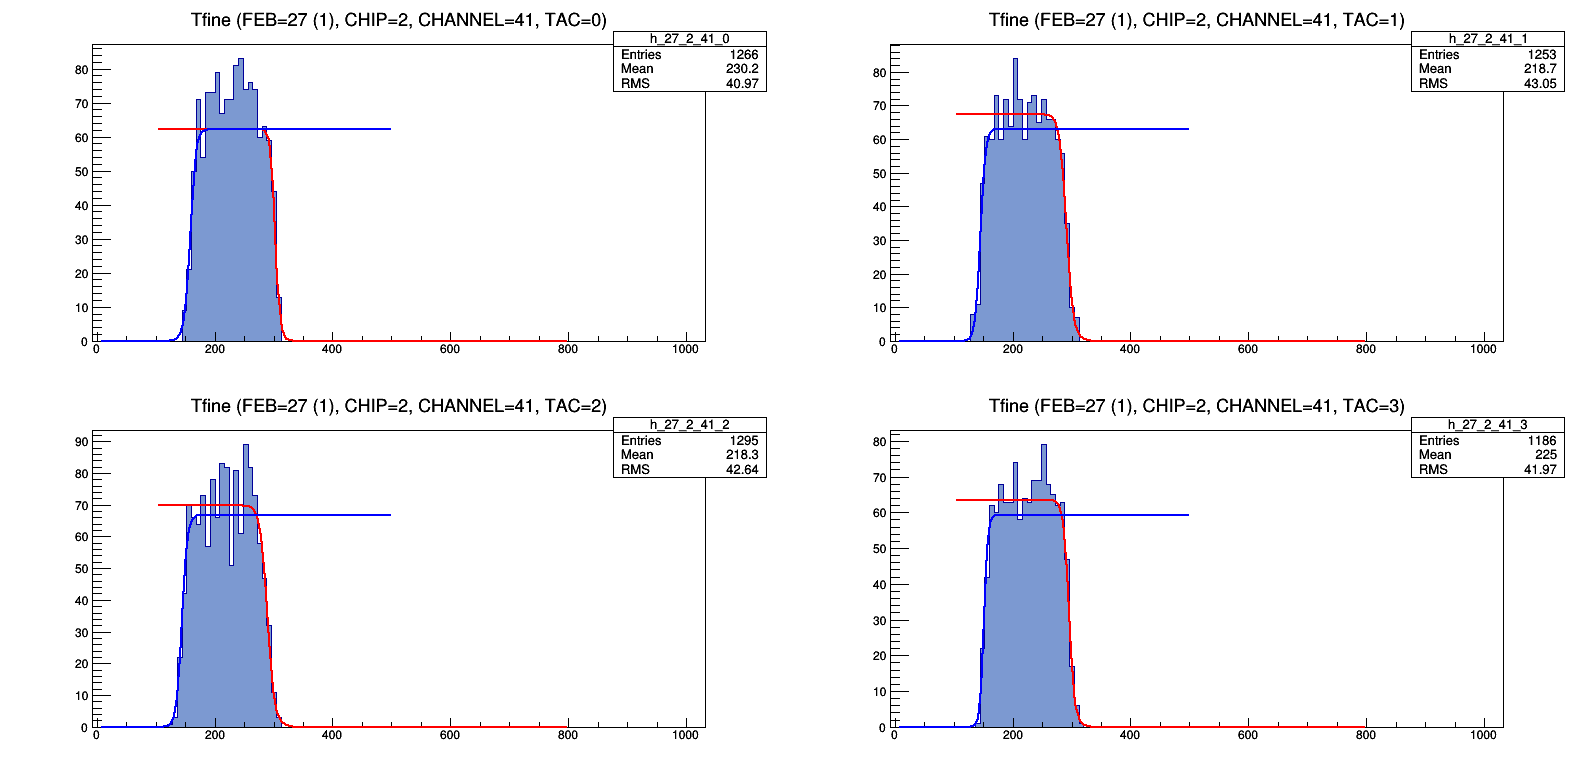 Tfine (FEB=27 (1), CHIP=2, CHANNEL=41, TAC=0)
h_27_2_41_0
Entries 1266
Mean 230.2
RMS 40.97
80
70
60
50
40
30
20
10
0
0 200 400 600 800 1000
Tfine (FEB=27 (1), CHIP=2, CHANNEL=41, TAC=1)
h_27_2_41_1
Entries 1253
Mean 218.7
RMS 43.05
80
70
60
50
40
30
20
10
0
0 200 400 600 800 1000
Tfine (FEB=27 (1), CHIP=2, CHANNEL=41, TAC=2)
h_27_2_41_2
Entries 1295
Mean 218.3
RMS 42.64
90
80
70
60
50
40
30
20
10
0
0 200 400 600 800 1000
Tfine (FEB=27 (1), CHIP=2, CHANNEL=41, TAC=3)
h_27_2_41_3
Entries 1186
Mean 225
RMS 41.97
80
70
60
50
40
30
20
10
0
0 200 400 600 800 1000